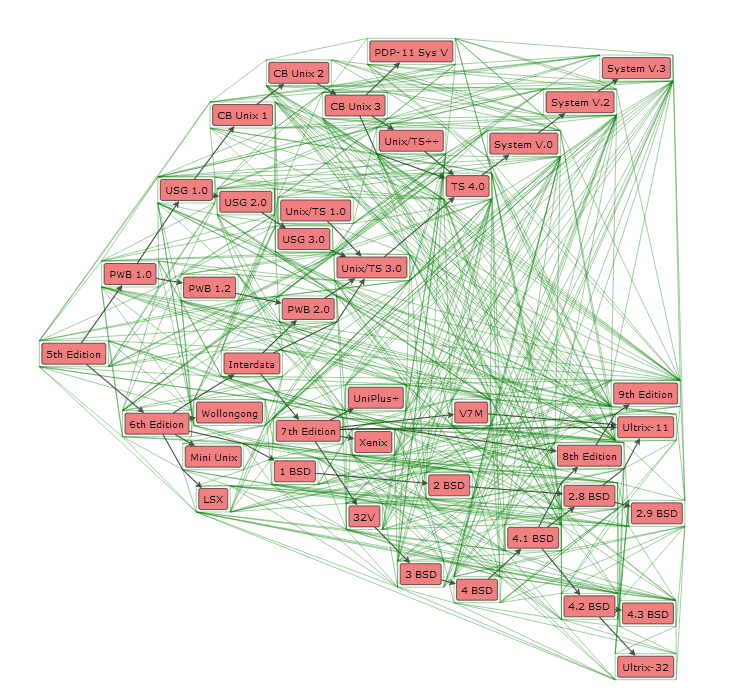 PDP-11 Sys V
System V.3
CB Unix 2
System V.2
CB Unix 3
CB Unix 1
Unix/TS++
System V.0
TS 4.0
USG 1.0
USG 2.0
Unix/TS 1.0
USG 3.0
Unix/TS 3.0
PWB 1.0
PWB 1.2
PWB 2.0
5th Edition
Interdata
9th Edition
UniPlus+
Wollongong
V7M
6th Edition
7th Edition
Ultrix-11
Xenix
Mini Unix
8th Edition
1 BSD
2 BSD
LSX
2.8 BSD
32V
2.9 BSD
4.1 BSD
3 BSD
4 BSD
4.2 BSD
4.3 BSD
Ultrix-32